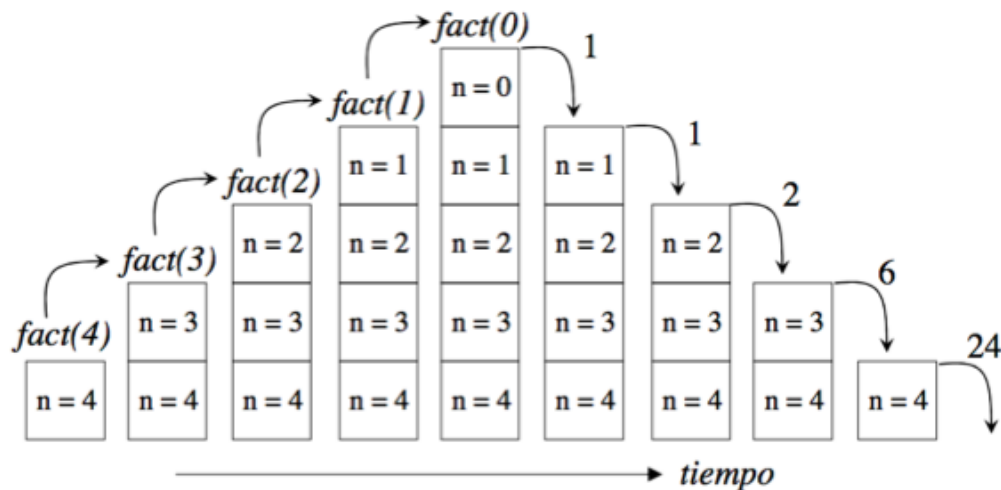 fact(0)
1
n = 0
fact(1)
1
n = 1 n = 1 n = 1
fact(2)
2
n = 2 n = 2 n = 2 n = 2 n = 2
fact(3)
6
n = 3 n = 3 n = 3 n = 3 n = 3 n = 3 n = 3
fact(4)
24
n = 4 n = 4 n = 4 n = 4 n = 4 n = 4 n = 4 n = 4 n = 4
tiempo